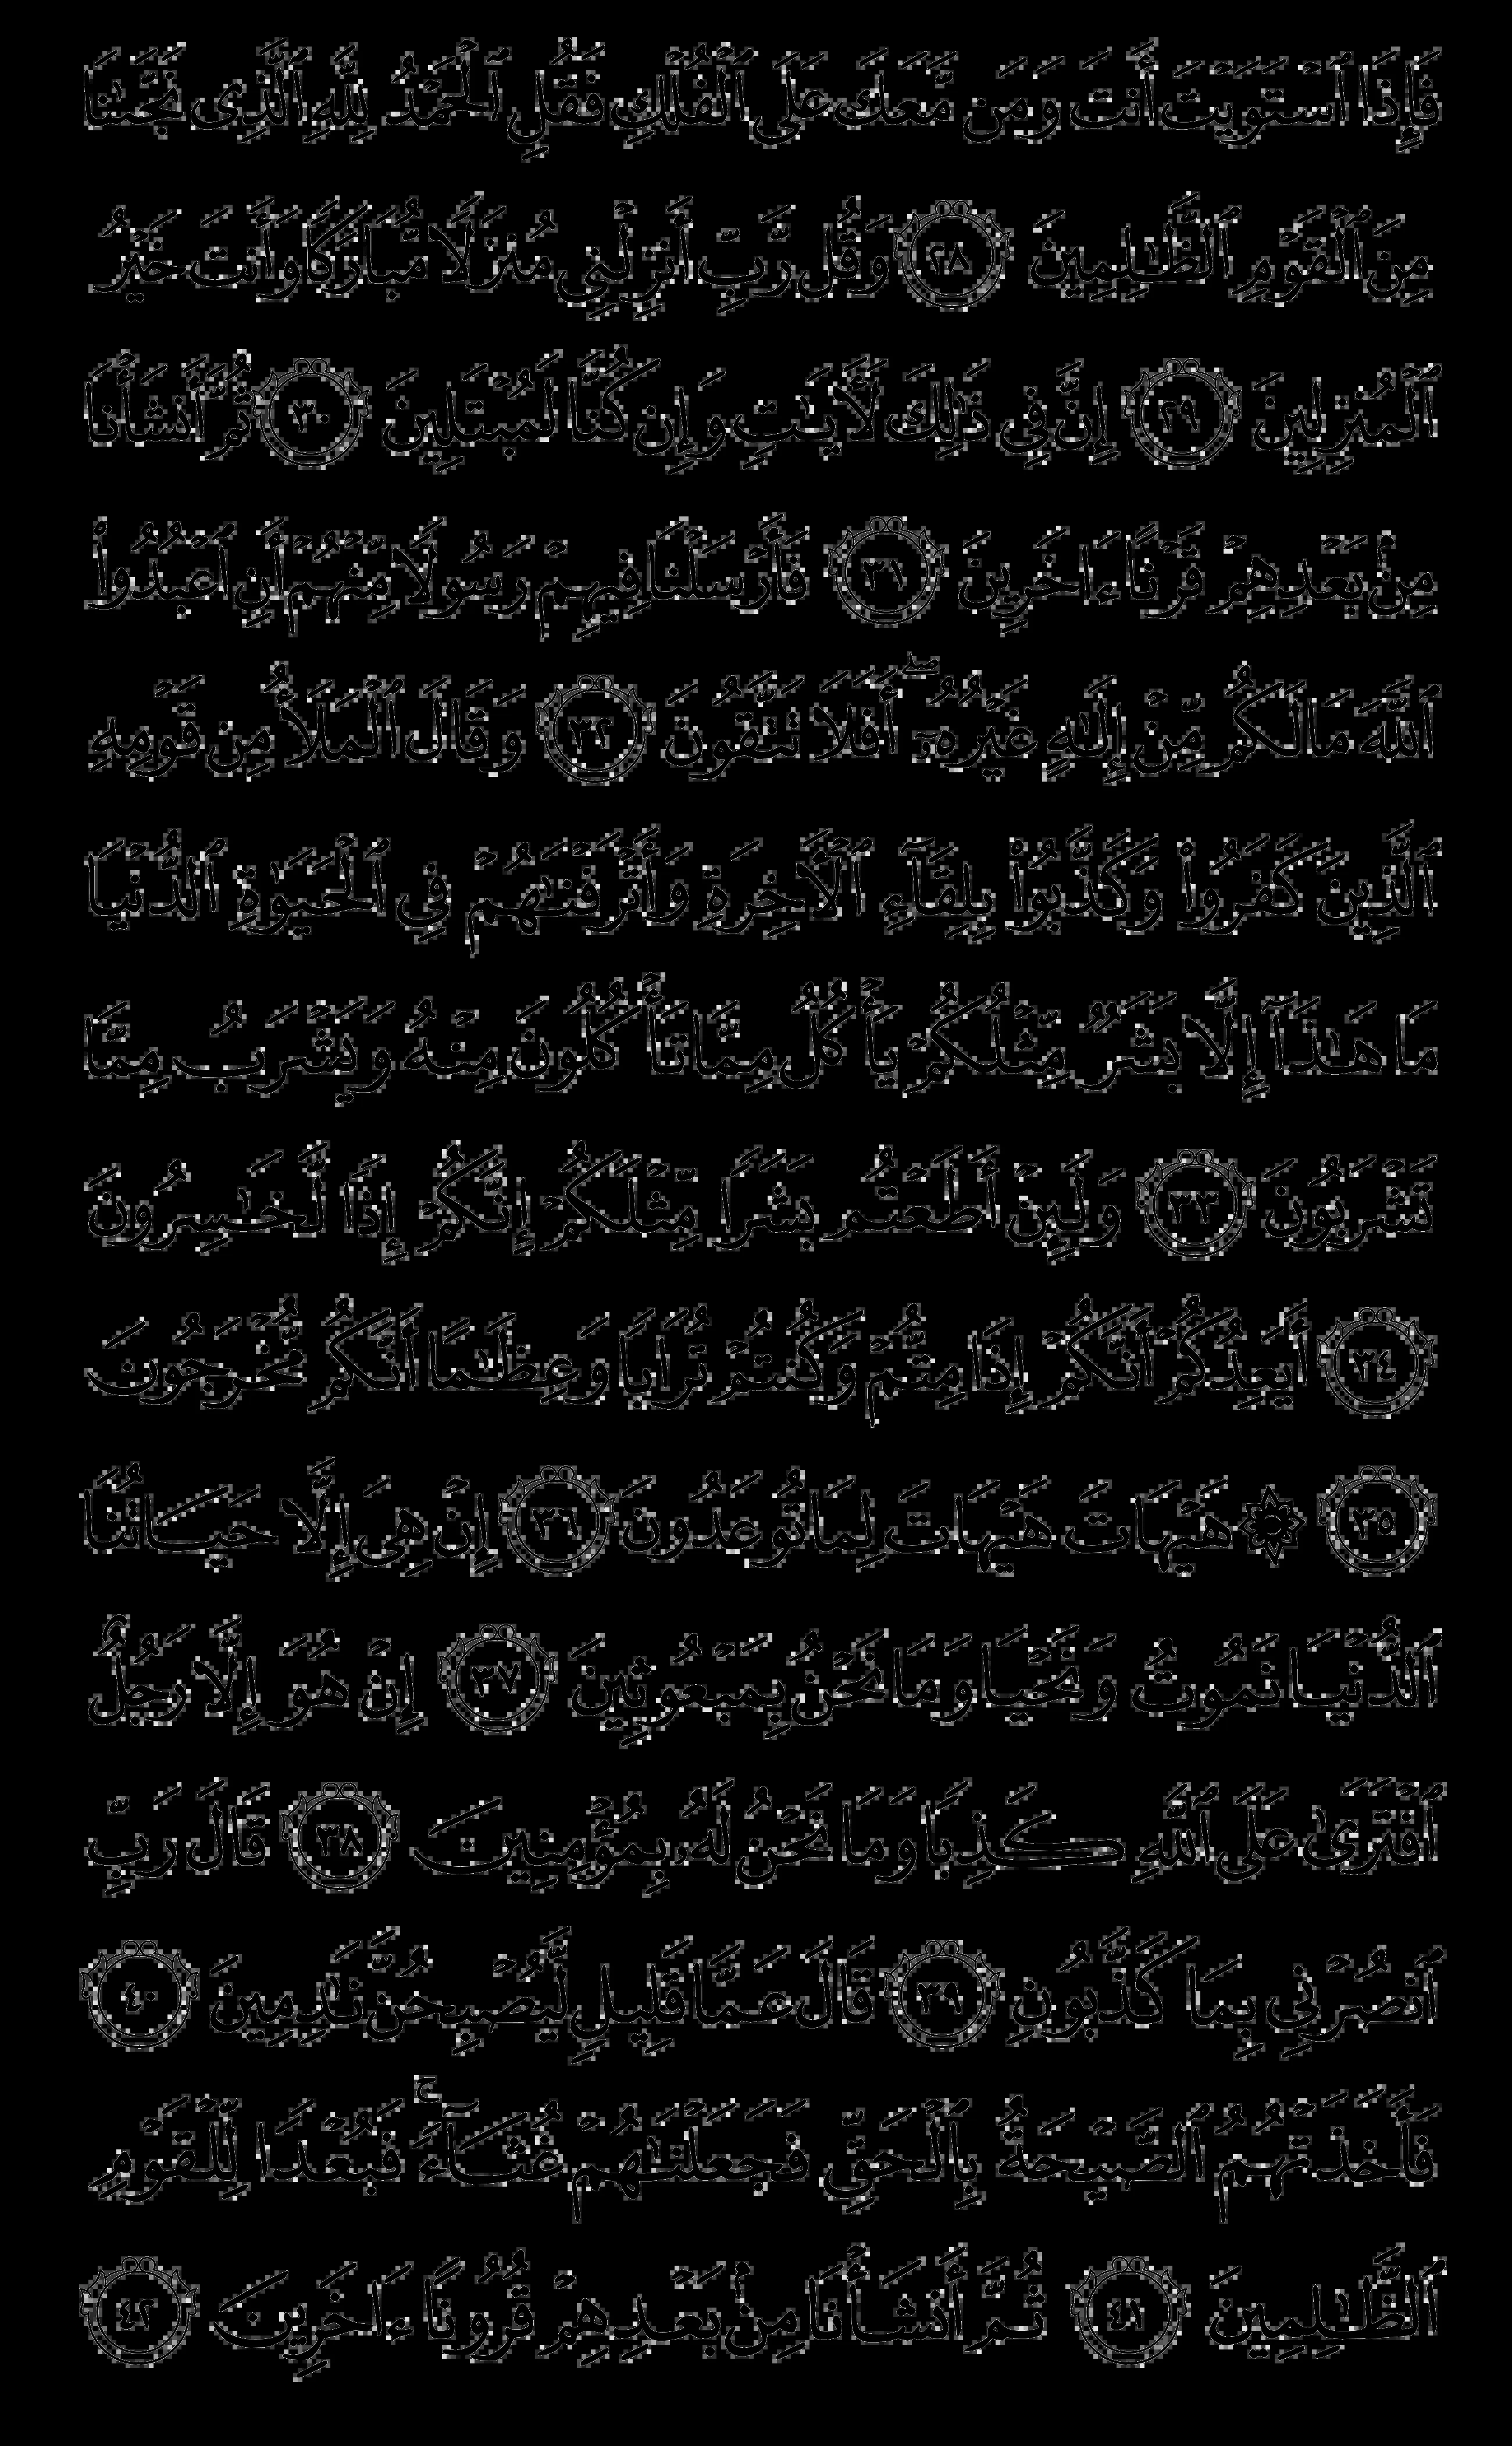 فَإِذَا ٱسْتَوَيْتَ أَنتَ وَمَن مَّعَكَ عَلَى ٱلْفُلْكِ فَقُلِ ٱلْحَمْدُ لِلَّهِ ٱلَّذِى نَجَّىٰنَا
مِنَ ٱلْقَوْمِ ٱلظَّـٰلِمِينَ ٢٨ وَقُل رَّبِّ أَنزِلْنِى مُنزَلًا مُّبَارَكًا وَأَنتَ خَيْرُ
ٱلْمُنزِلِينَ ٢٩ إِنَّ فِى ذَٰلِكَ لَـَٔايَـٰتٍ وَإِن كُنَّا لَمُبْتَلِينَ ٣٠ ثُمَّ أَنشَأْنَا
مِنۢ بَعْدِهِمْ قَرْنًا ءَاخَرِينَ ٣١ فَأَرْسَلْنَا فِيهِمْ رَسُولًا مِّنْهُمْ أَنِ ٱعْبُدُوا۟
ٱللَّهَ مَا لَكُم مِّنْ إِلَـٰهٍ غَيْرُهُۥٓ ۖ أَفَلَا تَتَّقُونَ ٣٢ وَقَالَ ٱلْمَلَأُ مِن قَوْمِهِ
ٱلَّذِينَ كَفَرُوا۟ وَكَذَّبُوا۟ بِلِقَآءِ ٱلْـَٔاخِرَةِ وَأَتْرَفْنَـٰهُمْ فِى ٱلْحَيَوٰةِ ٱلدُّنْيَا
مَا هَـٰذَآ إِلَّا بَشَرٌ مِّثْلُكُمْ يَأْكُلُ مِمَّا تَأْكُلُونَ مِنْهُ وَيَشْرَبُ مِمَّا
تَشْرَبُونَ ٣٣ وَلَئِنْ أَطَعْتُم بَشَرًا مِّثْلَكُمْ إِنَّكُمْ إِذًا لَّخَـٰسِرُونَ
٣٤ أَيَعِدُكُمْ أَنَّكُمْ إِذَا مِتُّمْ وَكُنتُمْ تُرَابًا وَعِظَـٰمًا أَنَّكُم مُّخْرَجُونَ
٣٥ ۞ هَيْهَاتَ هَيْهَاتَ لِمَا تُوعَدُونَ ٣٦ إِنْ هِىَ إِلَّا حَيَاتُنَا
ٱلدُّنْيَا نَمُوتُ وَنَحْيَا وَمَا نَحْنُ بِمَبْعُوثِينَ ٣٧ إِنْ هُوَ إِلَّا رَجُلٌ
ٱفْتَرَىٰ عَلَى ٱللَّهِ كَذِبًا وَمَا نَحْنُ لَهُۥ بِمُؤْمِنِينَ ٣٨ قَالَ رَبِّ
ٱنصُرْنِى بِمَا كَذَّبُونِ ٣٩ قَالَ عَمَّا قَلِيلٍ لَّيُصْبِحُنَّ نَـٰدِمِينَ ٤٠
فَأَخَذَتْهُمُ ٱلصَّيْحَةُ بِٱلْحَقِّ فَجَعَلْنَـٰهُمْ غُثَآءً ۚ فَبُعْدًا لِّلْقَوْمِ
ٱلظَّـٰلِمِينَ ٤١ ثُمَّ أَنشَأْنَا مِنۢ بَعْدِهِمْ قُرُونًا ءَاخَرِينَ ٤٢